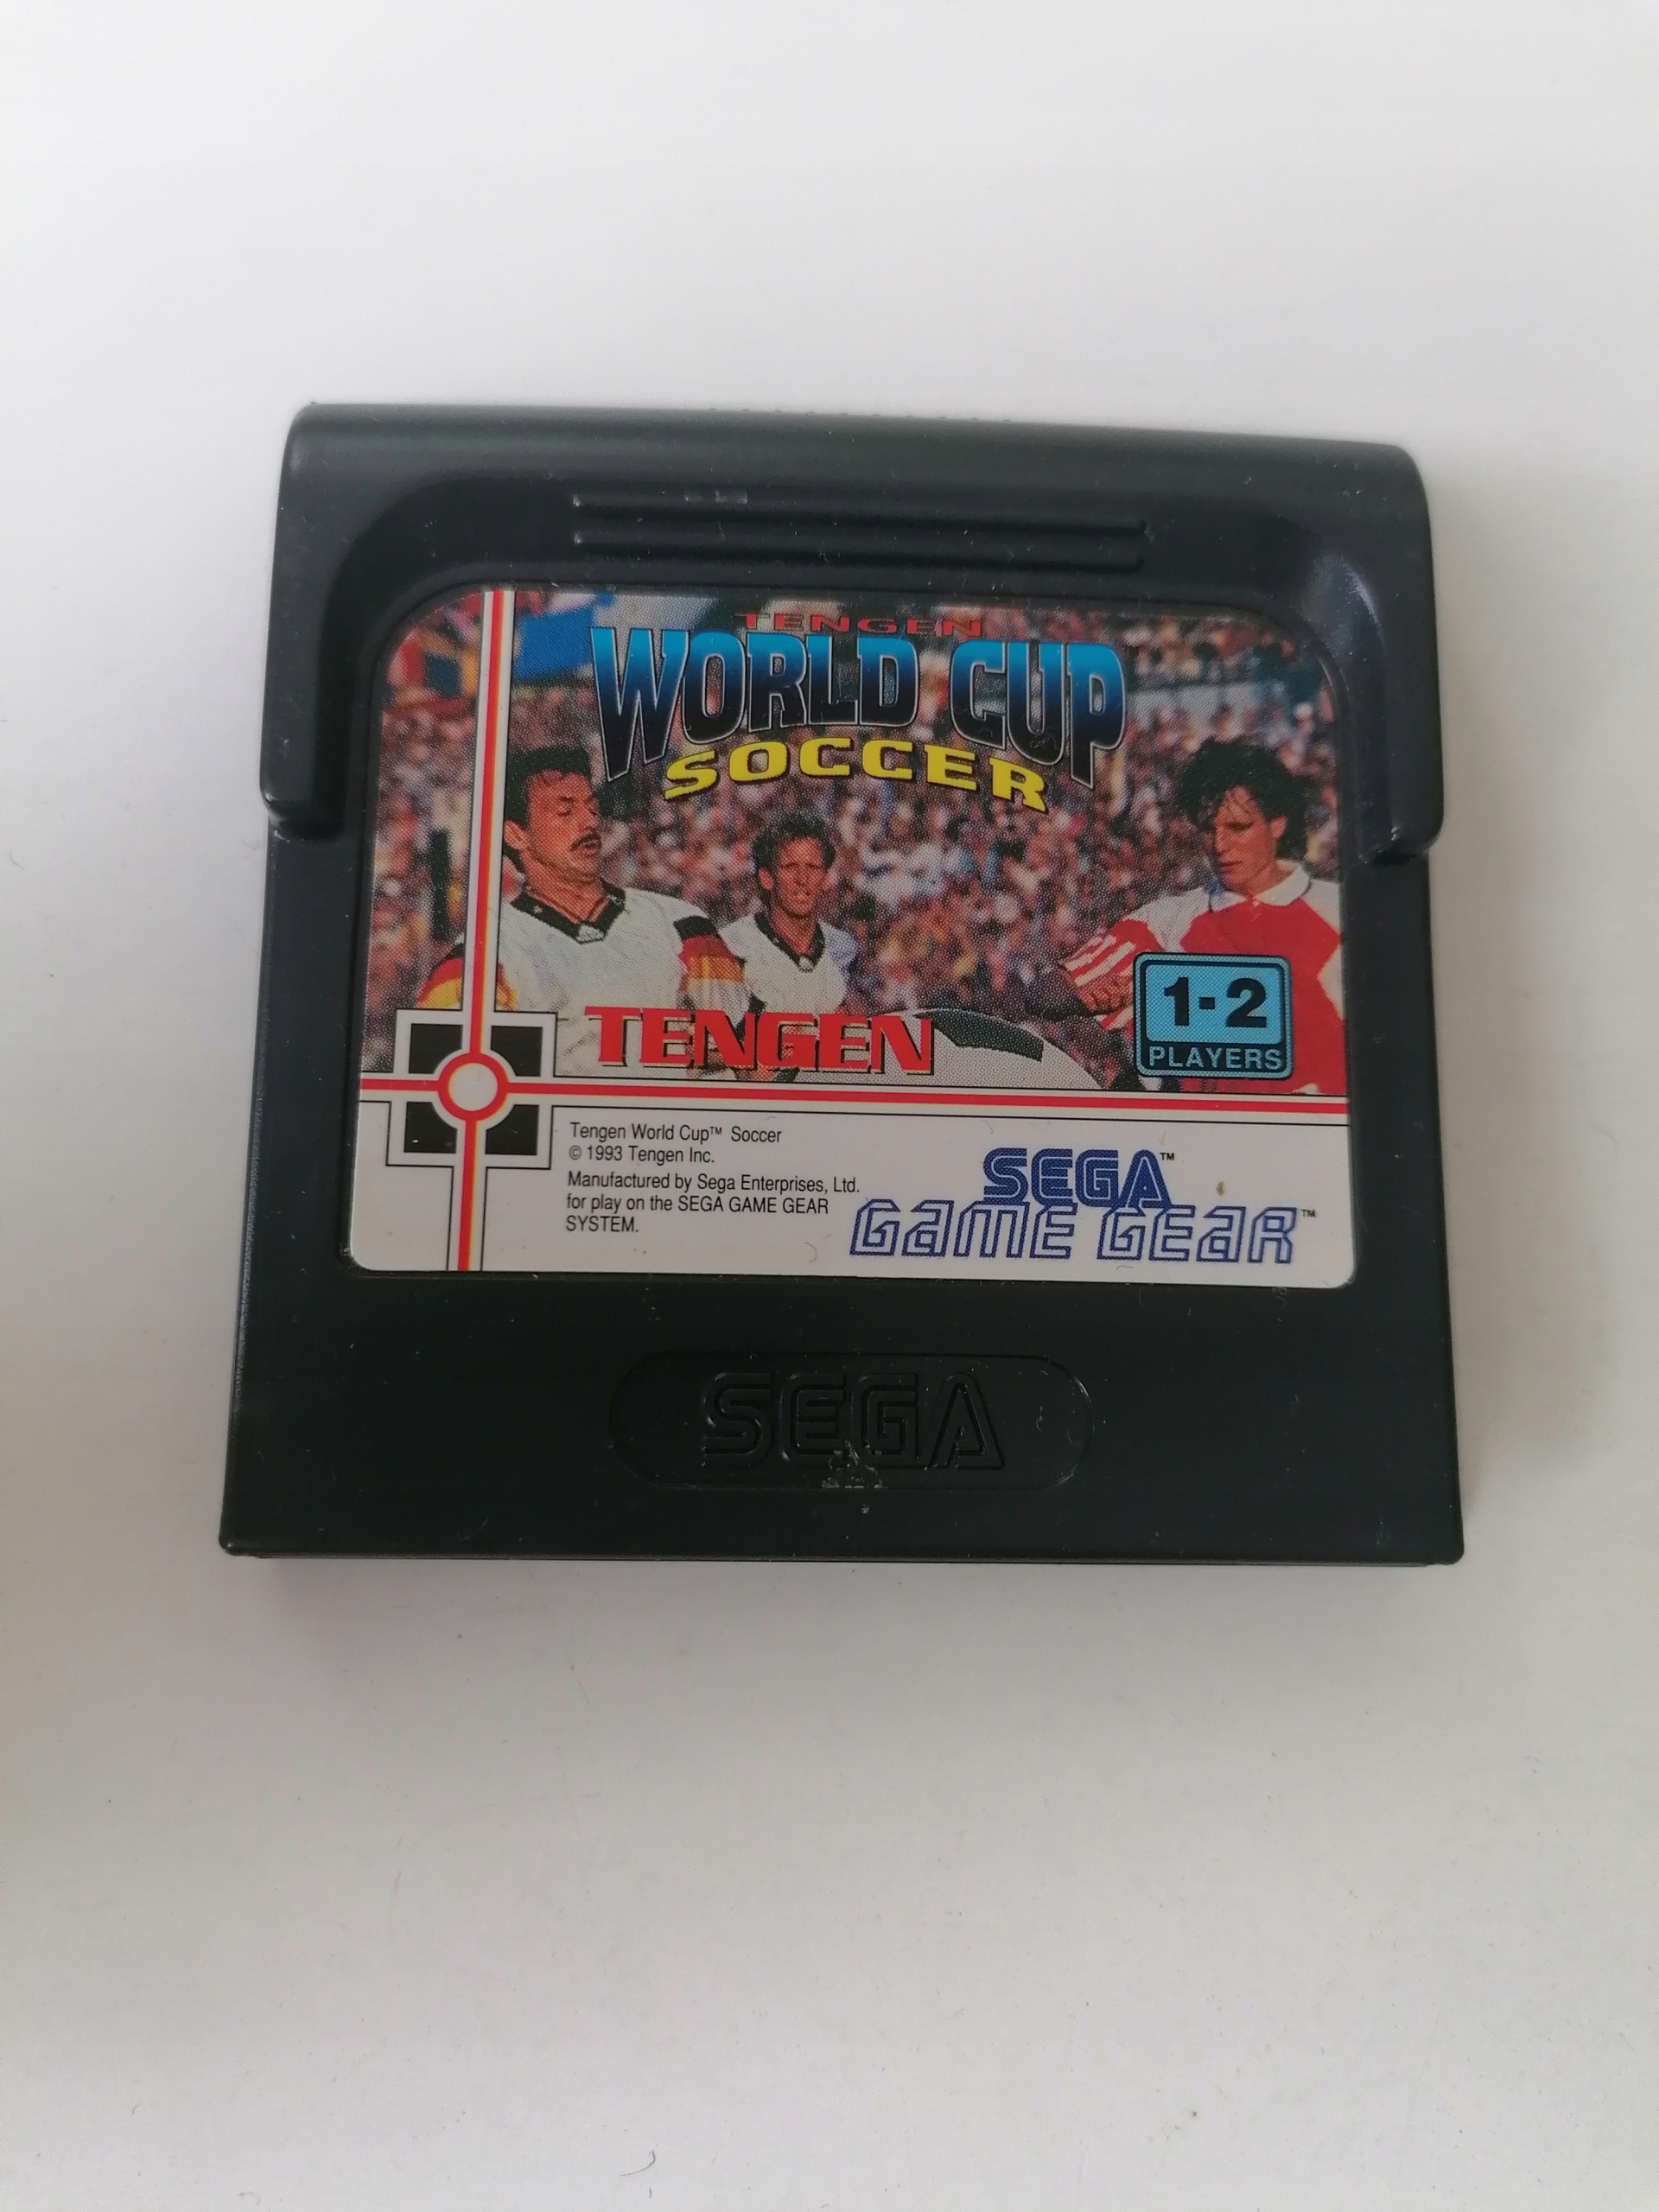 TENGEN
WORLD CUP
SOCCER
TENGEN
1-2
PLAYERS
Tengen World Cup™ Soccer
© 1993 Tengen Inc.
Manufactured by Sega Enterprises, Ltd.
for play on the SEGA GAME GEAR
SYSTEM.
SEGA™
GAME GEAR™
SEGA